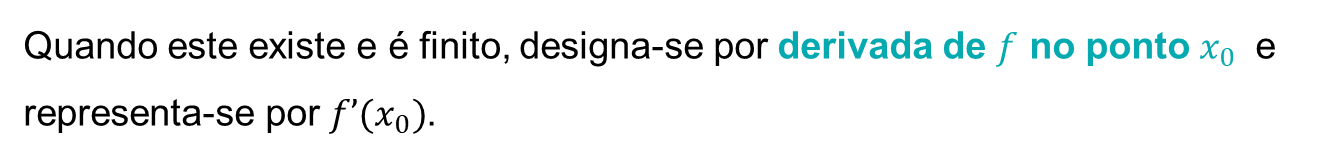 Quando este existe e é finito, designa-se por derivada de f no ponto x₀ e
representa-se por f’(x₀).